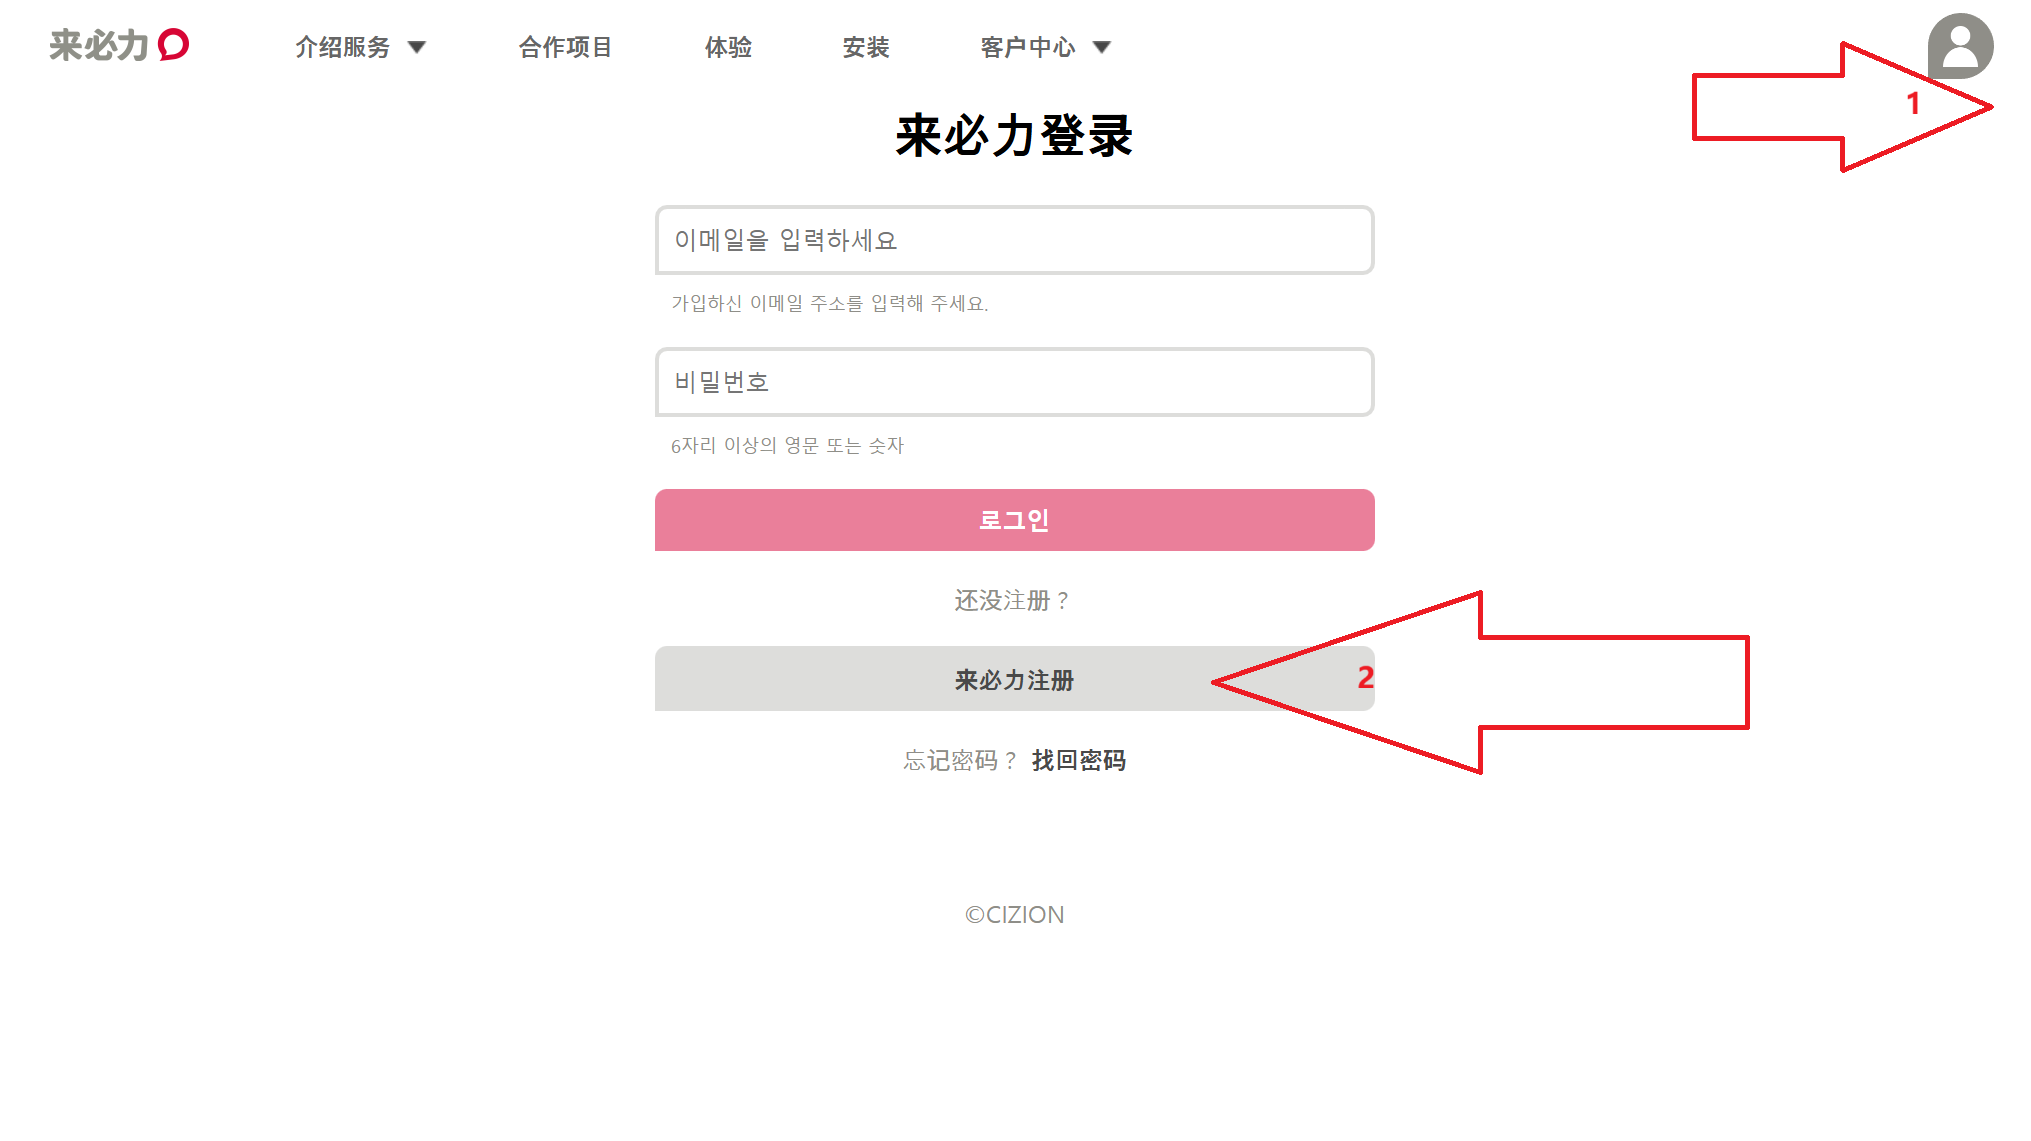 来必力
介绍服务 合作项目 体验 安装 客户中心
1
来必力登录
이메일을 입력하세요
가입하신 이메일 주소를 입력해 주세요.
비밀번호
6자리 이상의 영문 또는 숫자
로그인
还没注册？
来必力注册
2
忘记密码？ 找回密码
©CIZION